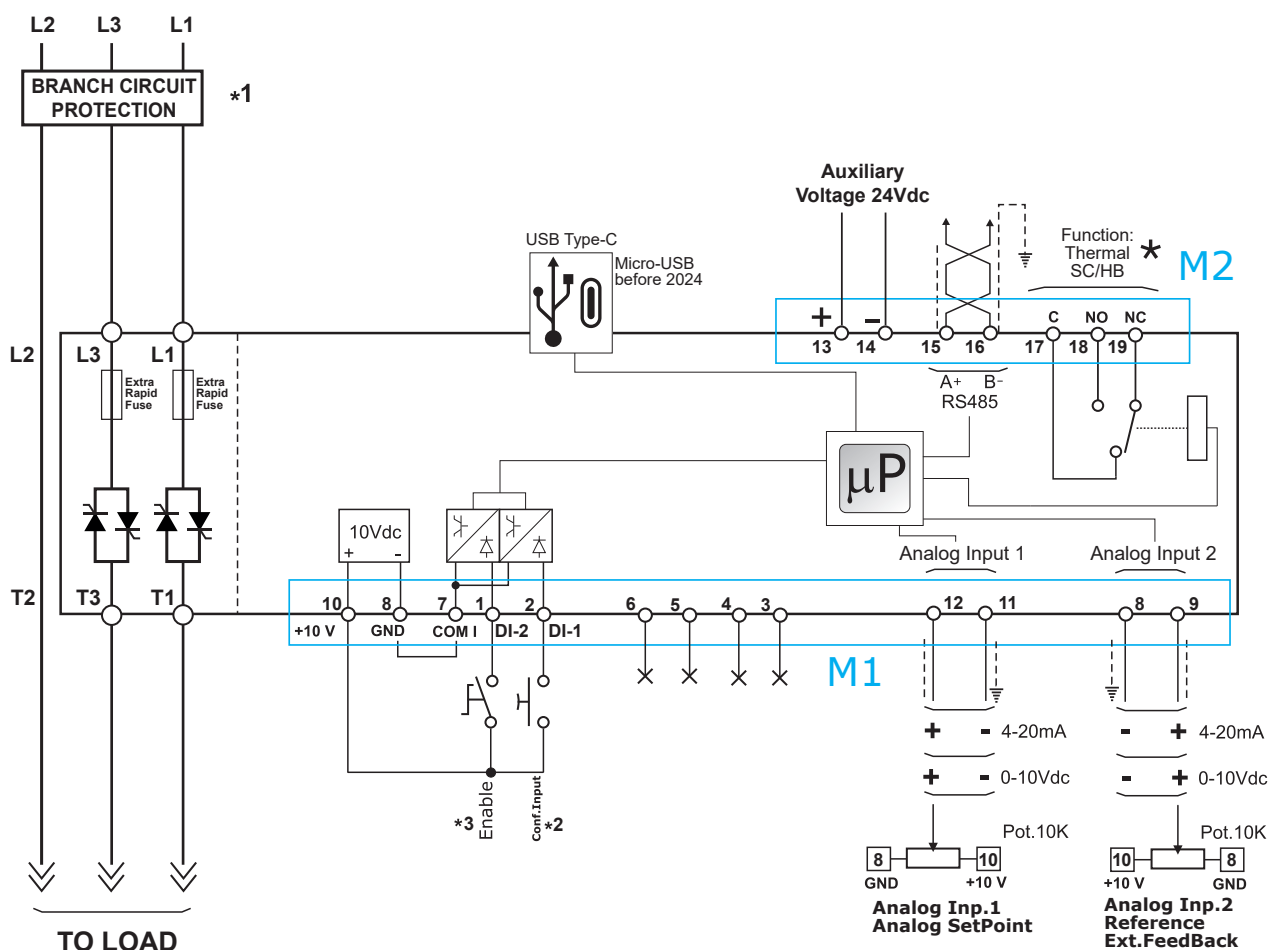 L2 L3 L1
BRANCH CIRCUIT
PROTECTION
*1
Auxiliary
Voltage 24Vdc
USB Type-C
Micro-USB
before 2024
Function:
Thermal
SC/HB
*
M2
+ -
C NO NC
13 14 15 16 17 18 19
L2 L3 L1
A+ B-
RS485
Extra
Rapid
Fuse
Extra
Rapid
Fuse
µP
10Vdc
+ -
Analog Input 1
Analog Input 2
T2 T3 T1
10 8 7 1 2 6 5 4 3 12 11 8 9
+10 V GND COM I DI-2 DI-1
M1
+ - 4-20mA
- + 4-20mA
+ - 0-10Vdc
- + 0-10Vdc
*3 Enable
Conf.Input *2
Pot.10K
Pot.10K
8 10
10 8
GND +10 V
+10 V GND
Analog Inp.1
Analog SetPoint
Analog Inp.2
Reference
Ext.FeedBack
TO LOAD